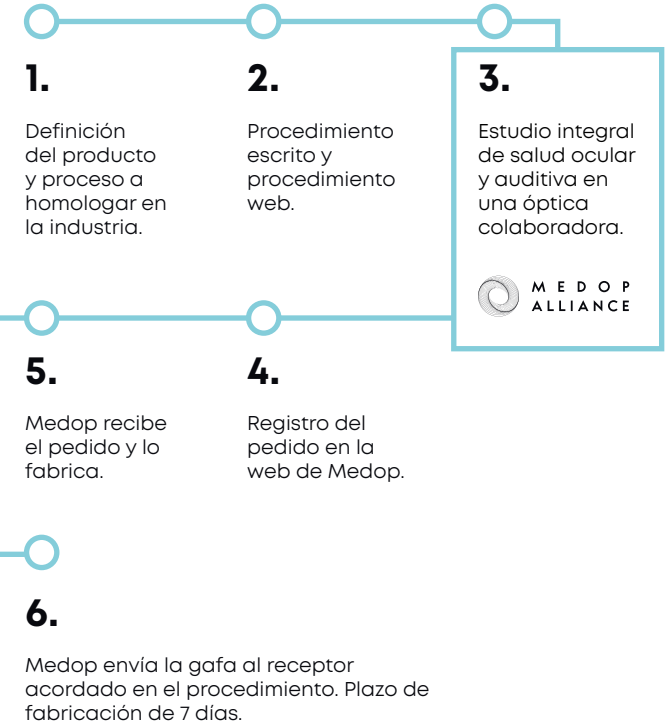 1.
Definición
del producto
y proceso a
homologar en
la industria.
2.
Procedimiento
escrito y
procedimiento
web.
3.
Estudio integral
de salud ocular
y auditiva en
una óptica
colaboradora.
MEDOP
ALLIANCE
4.
Registro del
pedido en la
web de Medop.
5.
Medop recibe
el pedido y lo
fabrica.
6.
Medop envía la gafa al receptor
acordado en el procedimiento. Plazo de
fabricación de 7 días.